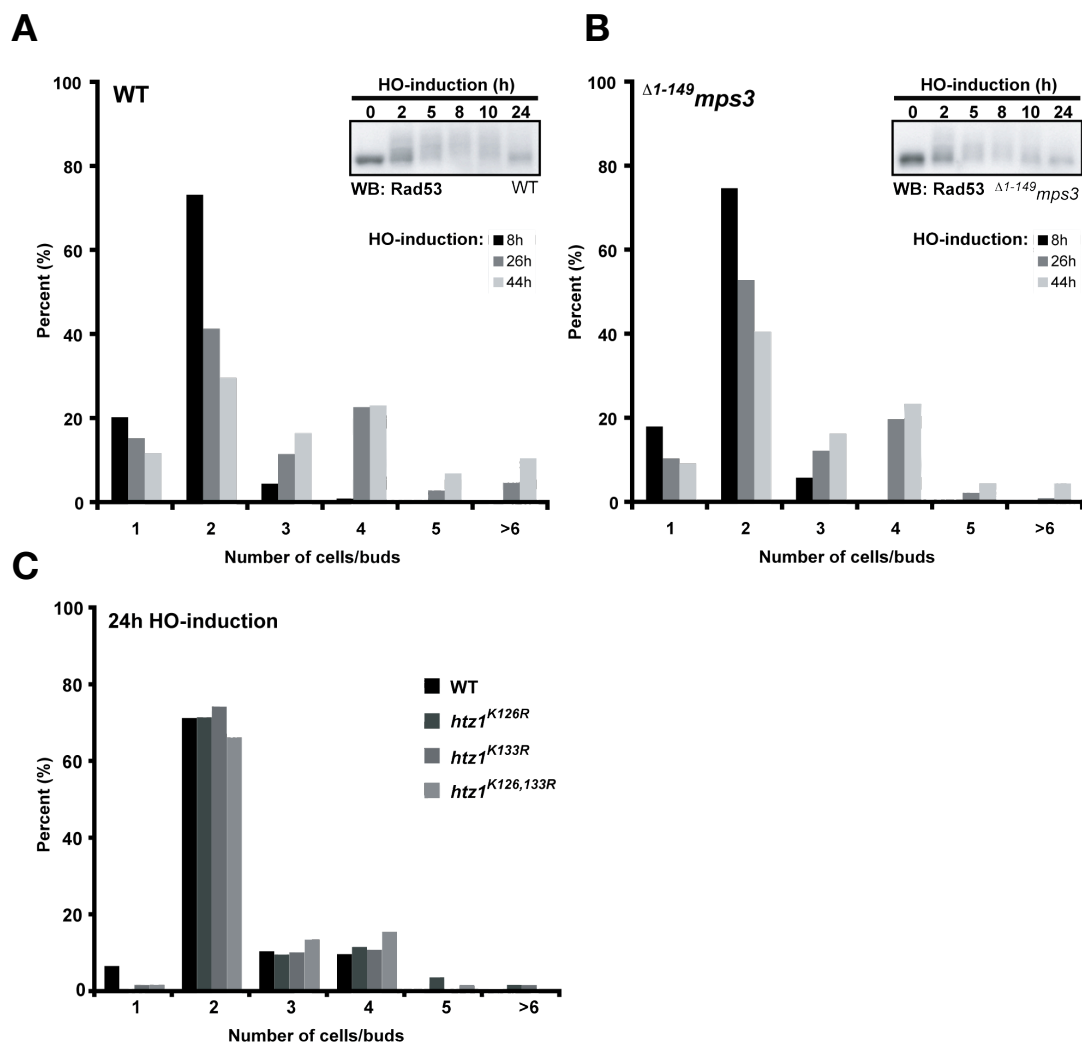 A
WT
HO-induction (h)
0 2 5 8 10 24
WB: Rad53 WT
HO-induction:
8h
26h
44h
Percent (%)
100
80
60
40
20
0
1 2 3 4 5 >6
Number of cells/buds
B
Δ1-149mps3
HO-induction (h)
0 2 5 8 10 24
WB: Rad53 Δ1-149mps3
HO-induction:
8h
26h
44h
Percent (%)
100
80
60
40
20
0
1 2 3 4 5 >6
Number of cells/buds
C
24h HO-induction
WT
htz1K126R
htz1K133R
htz1K126,133R
Percent (%)
100
80
60
40
20
0
1 2 3 4 5 >6
Number of cells/buds